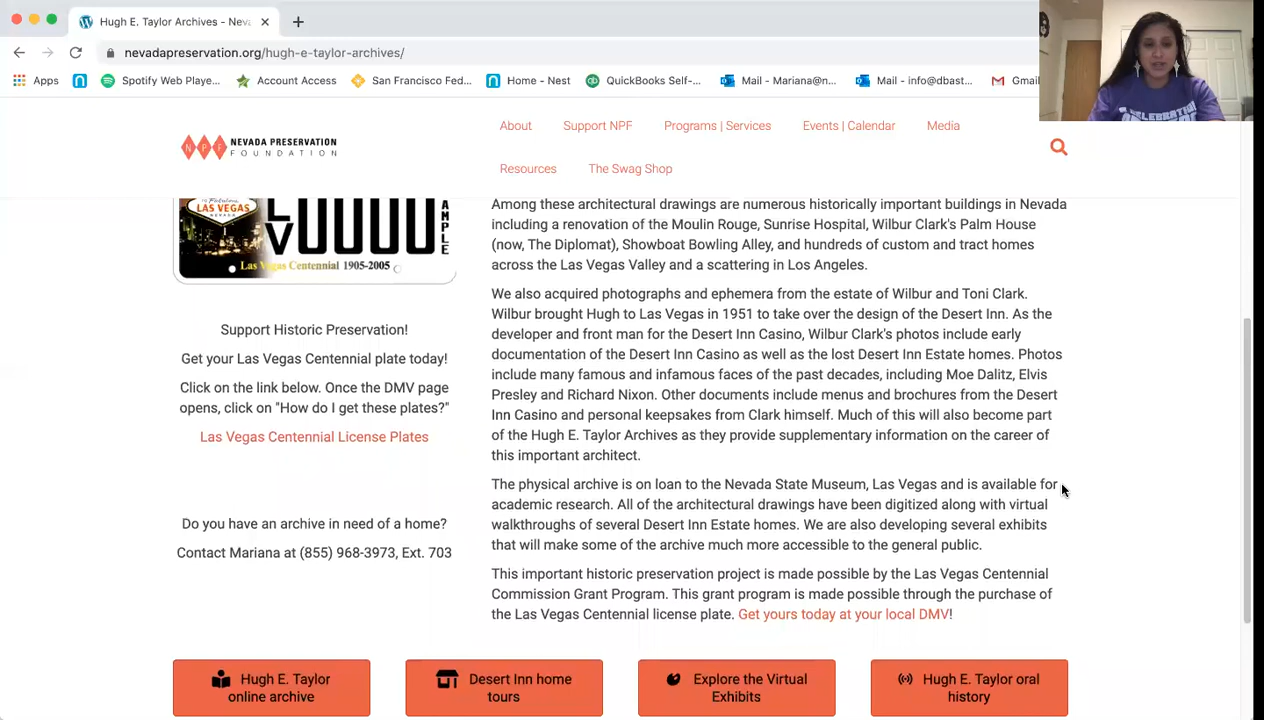 Hugh E. Taylor Archives - Neva
nevadapreservation.org/hugh-e-taylor-archives/
Apps
Spotify Web Playe...
Account Access
San Francisco Fed...
Home - Nest
QuickBooks Self-...
Mail - Mariana@n...
Mail - info@dbast...
Gmail
CELEBRATION
NPF
NEVADA PRESERVATION
FOUNDATION
About
Support NPF
Programs | Services
Events | Calendar
Media
Resources
The Swag Shop
LAS VEGAS
NEVADA
LV0000
AMPLE
Las Vegas Centennial 1905-2005
Support Historic Preservation!
Get your Las Vegas Centennial plate today!
Click on the link below. Once the DMV page
opens, click on "How do I get these plates?"
Las Vegas Centennial License Plates
Do you have an archive in need of a home?
Contact Mariana at (855) 968-3973, Ext. 703
Among these architectural drawings are numerous historically important buildings in Nevada
including a renovation of the Moulin Rouge, Sunrise Hospital, Wilbur Clark's Palm House
(now, The Diplomat), Showboat Bowling Alley, and hundreds of custom and tract homes
across the Las Vegas Valley and a scattering in Los Angeles.
We also acquired photographs and ephemera from the estate of Wilbur and Toni Clark.
Wilbur brought Hugh to Las Vegas in 1951 to take over the design of the Desert Inn. As the
developer and front man for the Desert Inn Casino, Wilbur Clark's photos include early
documentation of the Desert Inn Casino as well as the lost Desert Inn Estate homes. Photos
include many famous and infamous faces of the past decades, including Moe Dalitz, Elvis
Presley and Richard Nixon. Other documents include menus and brochures from the Desert
Inn Casino and personal keepsakes from Clark himself. Much of this will also become part
of the Hugh E. Taylor Archives as they provide supplementary information on the career of
this important architect.
The physical archive is on loan to the Nevada State Museum, Las Vegas and is available for
academic research. All of the architectural drawings have been digitized along with virtual
walkthroughs of several Desert Inn Estate homes. We are also developing several exhibits
that will make some of the archive much more accessible to the general public.
This important historic preservation project is made possible by the Las Vegas Centennial
Commission Grant Program. This grant program is made possible through the purchase of
the Las Vegas Centennial license plate. Get yours today at your local DMV!
Hugh E. Taylor
online archive
Desert Inn home
tours
Explore the Virtual
Exhibits
Hugh E. Taylor oral
history